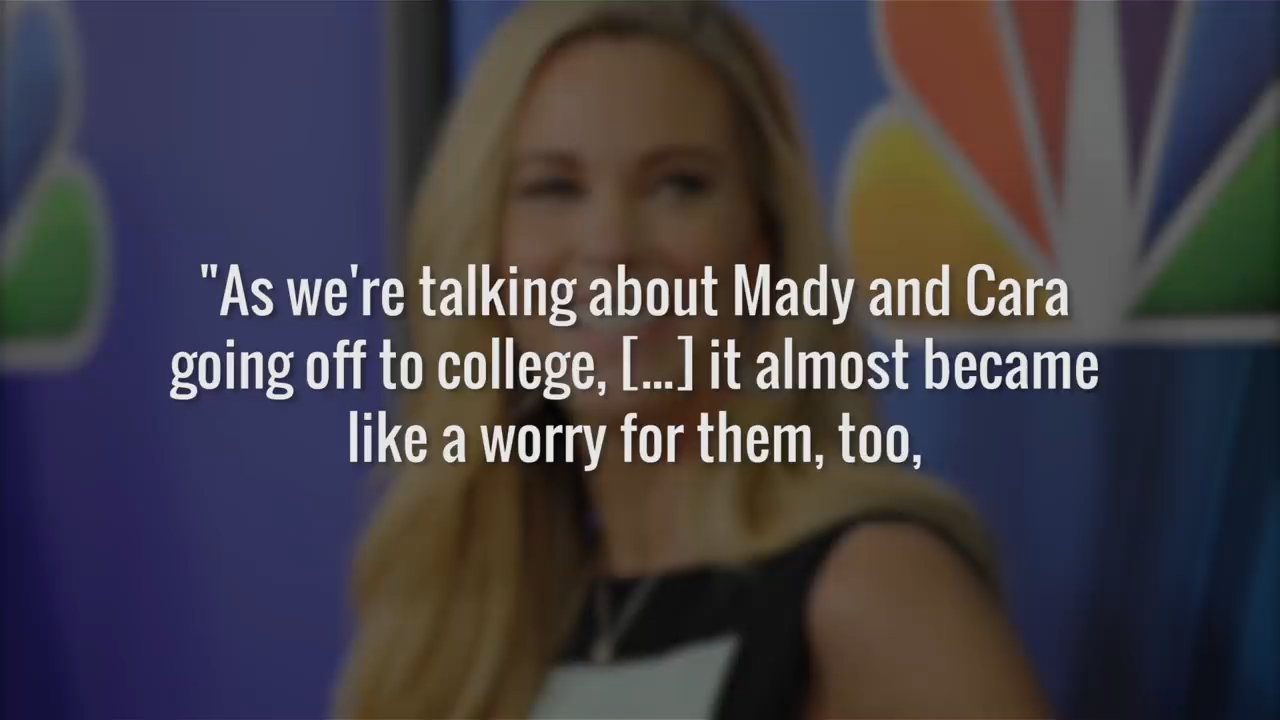 "As we're talking about Mady and Cara
going off to college, [...] it almost became
like a worry for them, too,